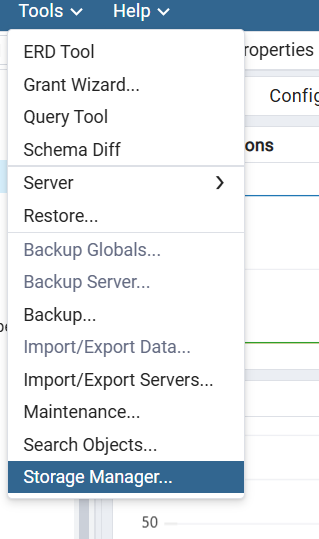 Tools Help
ERD Tool
Grant Wizard...
Query Tool
Schema Diff
Server
Restore...
Backup Globals...
Backup Server...
Backup...
Import/Export Data...
Import/Export Servers...
Maintenance...
Search Objects...
Storage Manager...
roperties
Config
ons
50